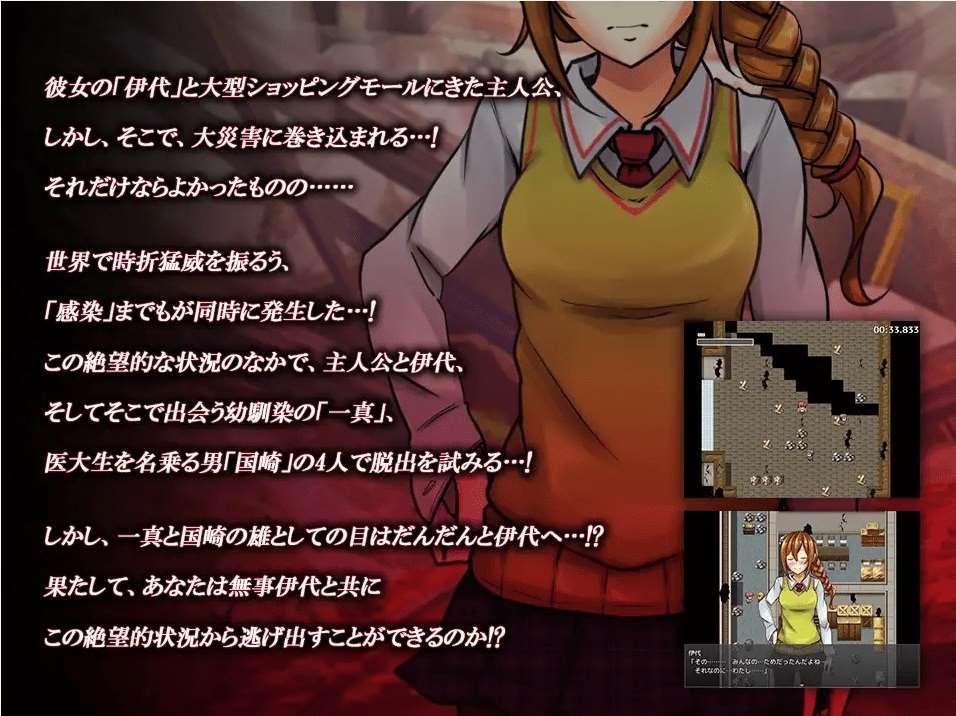 彼女の「伊代」と大型ショッピングモールにきた主人公、
しかし、そこで、大災害に巻き込まれる…！
それだけならよかったものの……
世界で時折猛威を振るう、
「感染」までもが同時に発生した…！
この絶望的な状況のなかで、主人公と伊代、
そしてそこで出会う幼馴染の「一真」、
医大生を名乗る男「国崎」の4人で脱出を試みる…！
しかし、一真と国崎の雄としての目はだんだんと伊代へ…!?
果たして、あなたは無事伊代と共に
この絶望的状況から逃げ出すことができるのか!?
00:33.833
伊代
「その……… みんなの…ためだったんだよね
それなのに…わたし……」